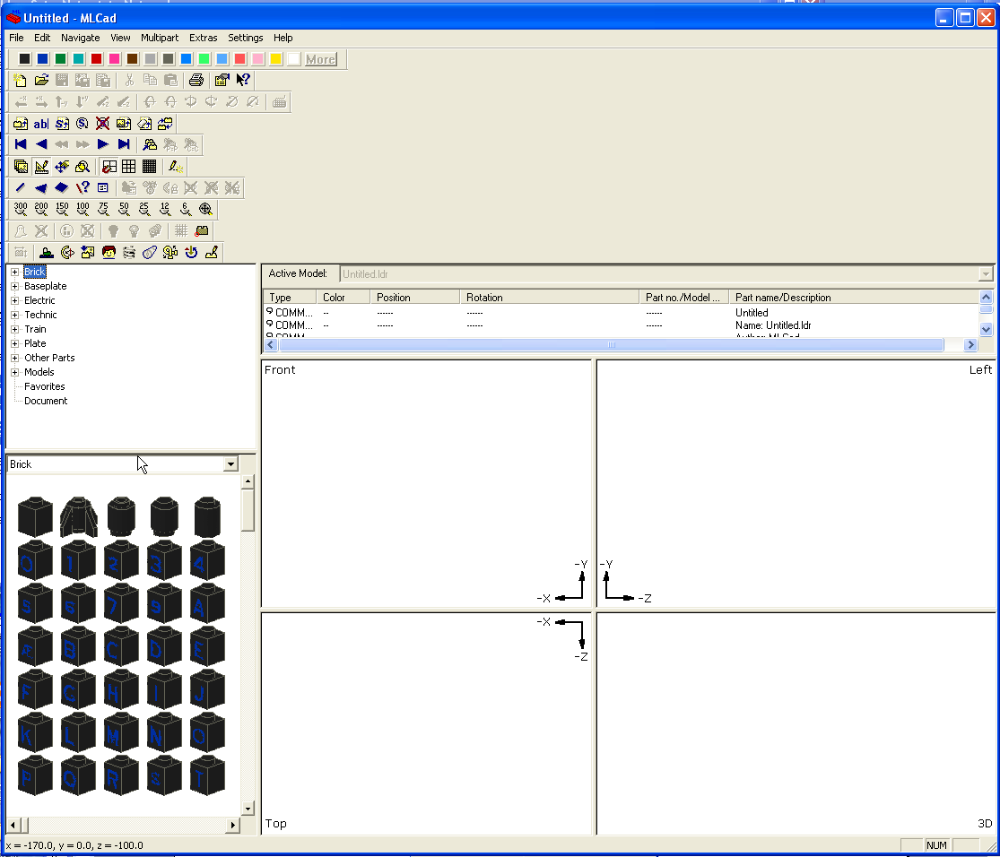 Untitled - MLCad
File Edit Navigate View Multipart Extras Settings Help
More
300 200 150 100 75 50 25 12 6
Brick
Baseplate
Electric
Technic
Train
Plate
Other Parts
Models
Favorites
Document
Active Model: Untitled.ldr
Type Color Position Rotation Part no./Model ... Part name/Description
COMM... -- ------ ------ ------ Untitled
COMM... -- ------ ------ ------ Name: Untitled.ldr
Front
Left
-Y
-X
-Y
-Z
Brick
0 1 2 3 4
5 6 7 9 A
Æ B C D E
F G H I J
K L M N O
P Q R S T
-X
-Z
Top
3D
x = -170.0, y = 0.0, z = -100.0
NUM